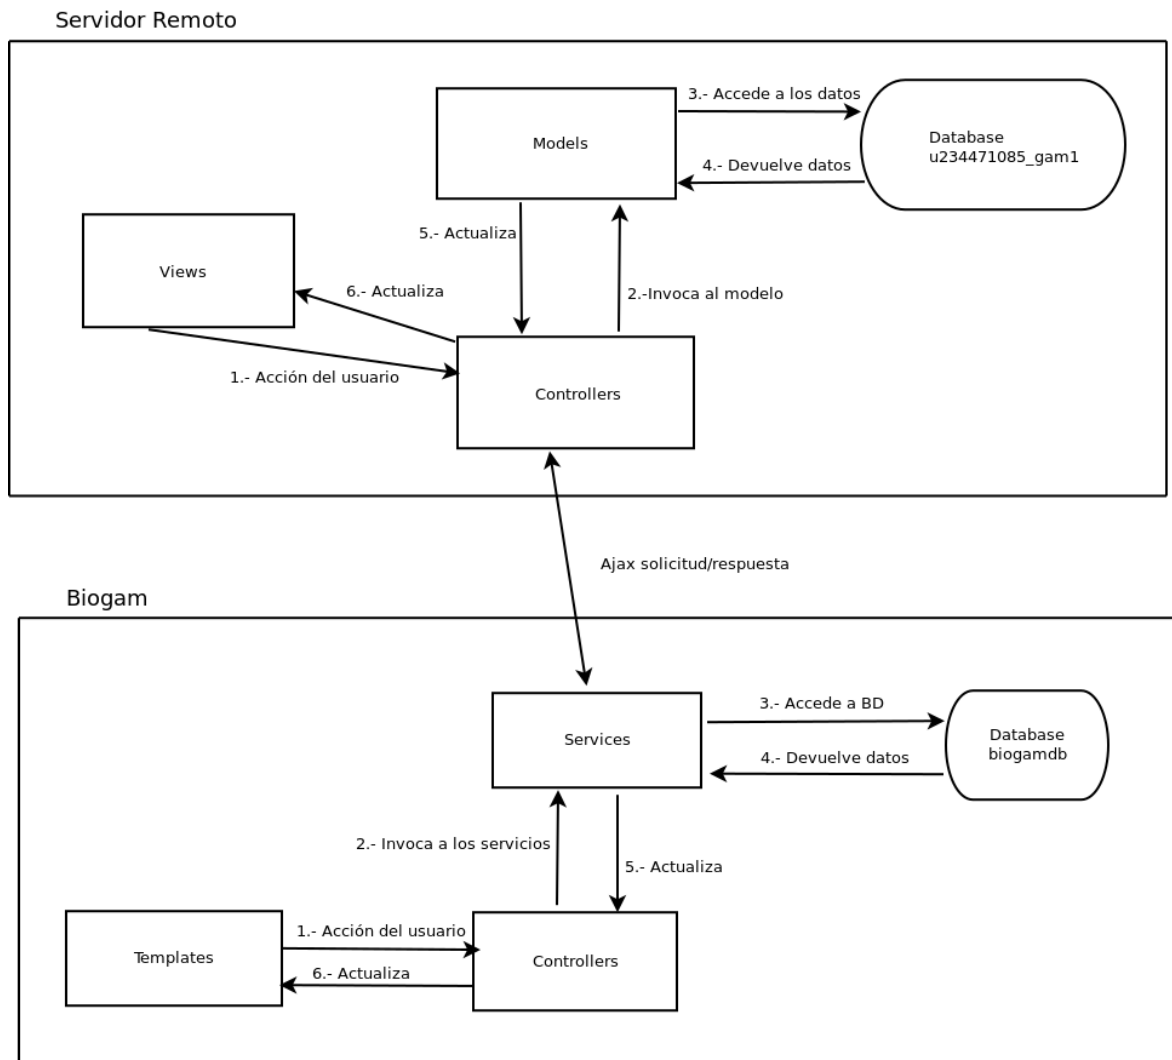 Servidor Remoto
3.- Accede a los datos
Models
Database
u234471085_gam1
4.- Devuelve datos
5.- Actualiza
Views
6.- Actualiza
2.-Invoca al modelo
1.- Acción del usuario
Controllers
Ajax solicitud/respuesta
Biogam
3.- Accede a BD
Services
Database
biogamdb
4.- Devuelve datos
2.- Invoca a los servicios
5.- Actualiza
1.- Acción del usuario
Templates
Controllers
6.- Actualiza